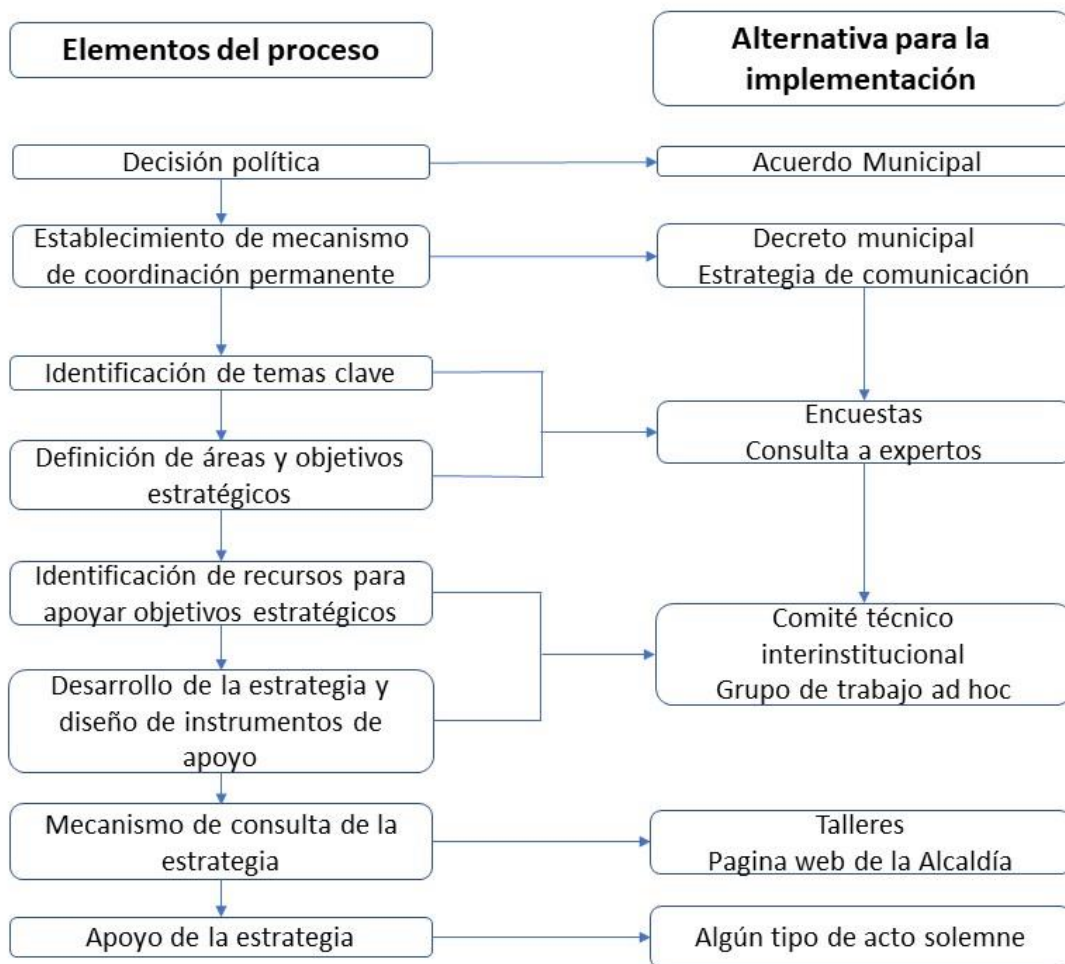 Elementos del proceso
Alternativa para la
implementación
Decisión política
Acuerdo Municipal
Establecimiento de mecanismo
de coordinación permanente
Decreto municipal
Estrategia de comunicación
Identificación de temas clave
Encuestas
Consulta a expertos
Definición de áreas y objetivos
estratégicos
Identificación de recursos para
apoyar objetivos estratégicos
Comité técnico
interinstitucional
Grupo de trabajo ad hoc
Desarrollo de la estrategia y
diseño de instrumentos de
apoyo
Mecanismo de consulta de la
estrategia
Talleres
Pagina web de la Alcaldía
Apoyo de la estrategia
Algún tipo de acto solemne